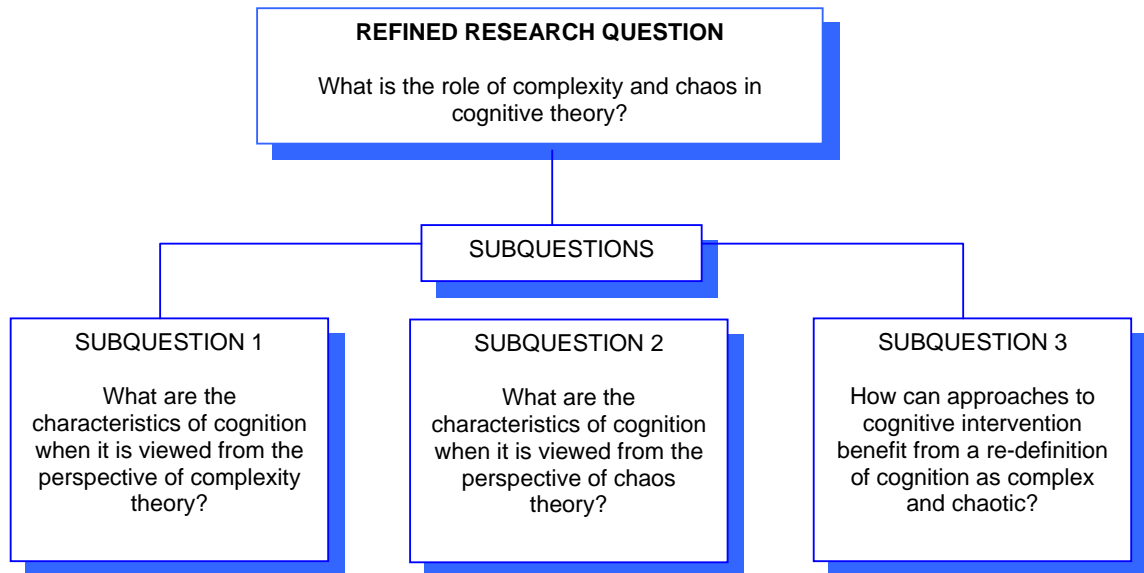 REFINED RESEARCH QUESTION
What is the role of complexity and chaos in
cognitive theory?
SUBQUESTIONS
SUBQUESTION 1
What are the
characteristics of cognition
when it is viewed from the
perspective of complexity
theory?
SUBQUESTION 2
What are the
characteristics of cognition
when it is viewed from the
perspective of chaos
theory?
SUBQUESTION 3
How can approaches to
cognitive intervention
benefit from a re-definition
of cognition as complex
and chaotic?